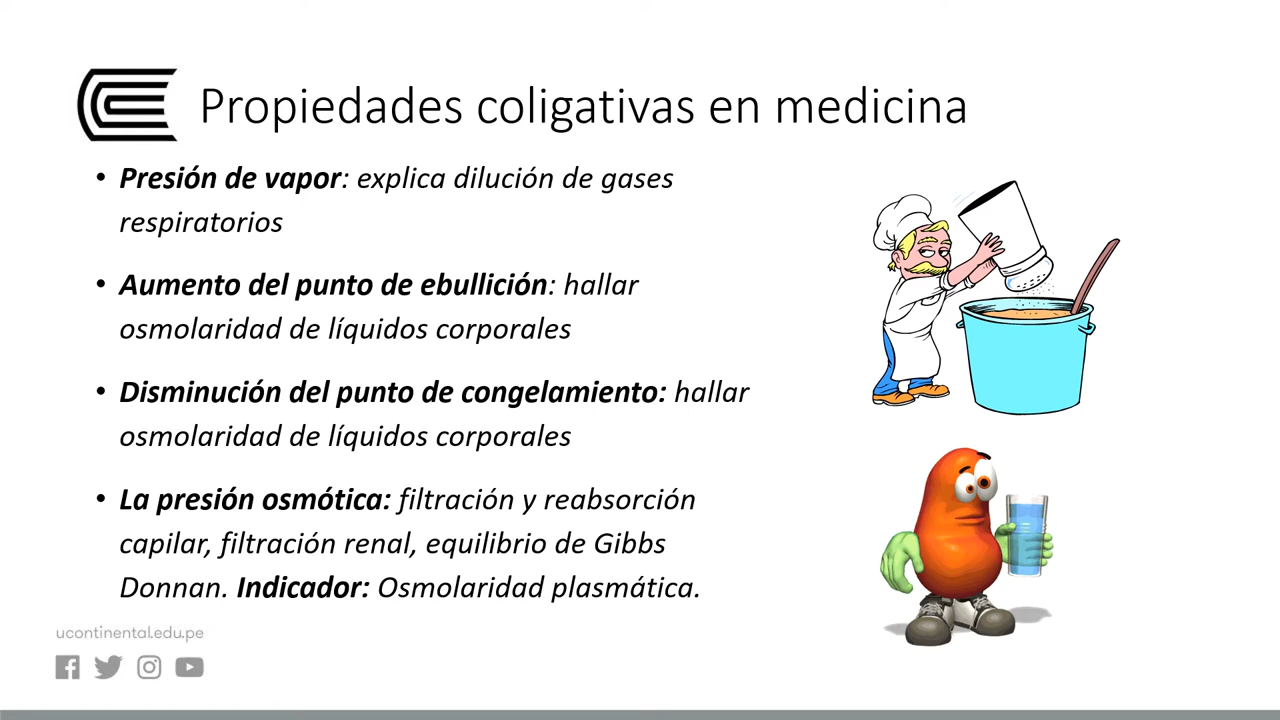 Propiedades coligativas en medicina
• Presión de vapor: explica dilución de gases
respiratorios
• Aumento del punto de ebullición: hallar
osmolaridad de líquidos corporales
• Disminución del punto de congelamiento: hallar
osmolaridad de líquidos corporales
• La presión osmótica: filtración y reabsorción
capilar, filtración renal, equilibrio de Gibbs
Donnan. Indicador: Osmolaridad plasmática.
ucontinental.edu.pe